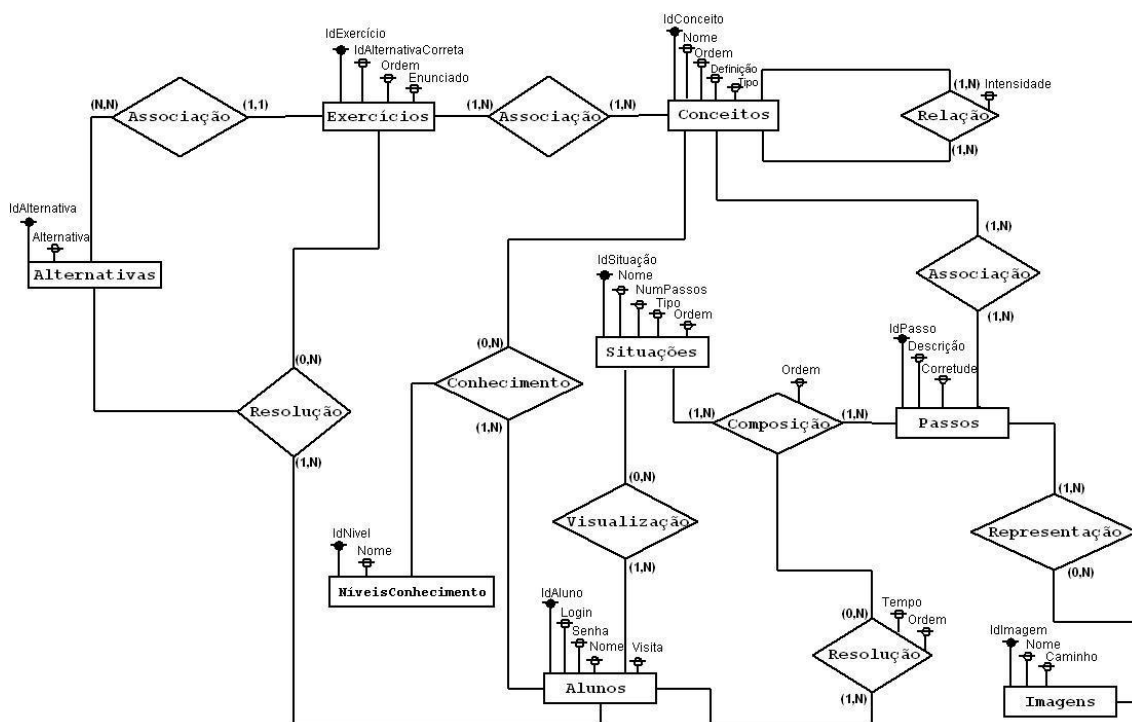 IdConceito
Nome
Ordem
Definição
Tipo
Conceitos
IdExercício
IdAlternativaCorreta
Ordem
Enunciado
Exercícios
(N,N)
Associação
(1,1)
(1,N)
Associação
(1,N)
(1,N)
Intensidade
Relação
(1,N)
IdAlternativa
Alternativa
Alternativas
(1,N)
Associação
(1,N)
IdSituação
Nome
NumPassos
Tipo
Ordem
Situações
IdPasso
Descrição
Corretude
Passos
(0,N)
Resolução
(1,N)
(0,N)
Conhecimento
(1,N)
Ordem
(1,N)
Composição
(1,N)
(0,N)
Visualização
(1,N)
(1,N)
Representação
(0,N)
IdNivel
Nome
NíveisConhecimento
IdAluno
Login
Senha
Nome
Visita
Alunos
Tempo
Ordem
(0,N)
Resolução
(1,N)
IdImagem
Nome
Caminho
Imagens